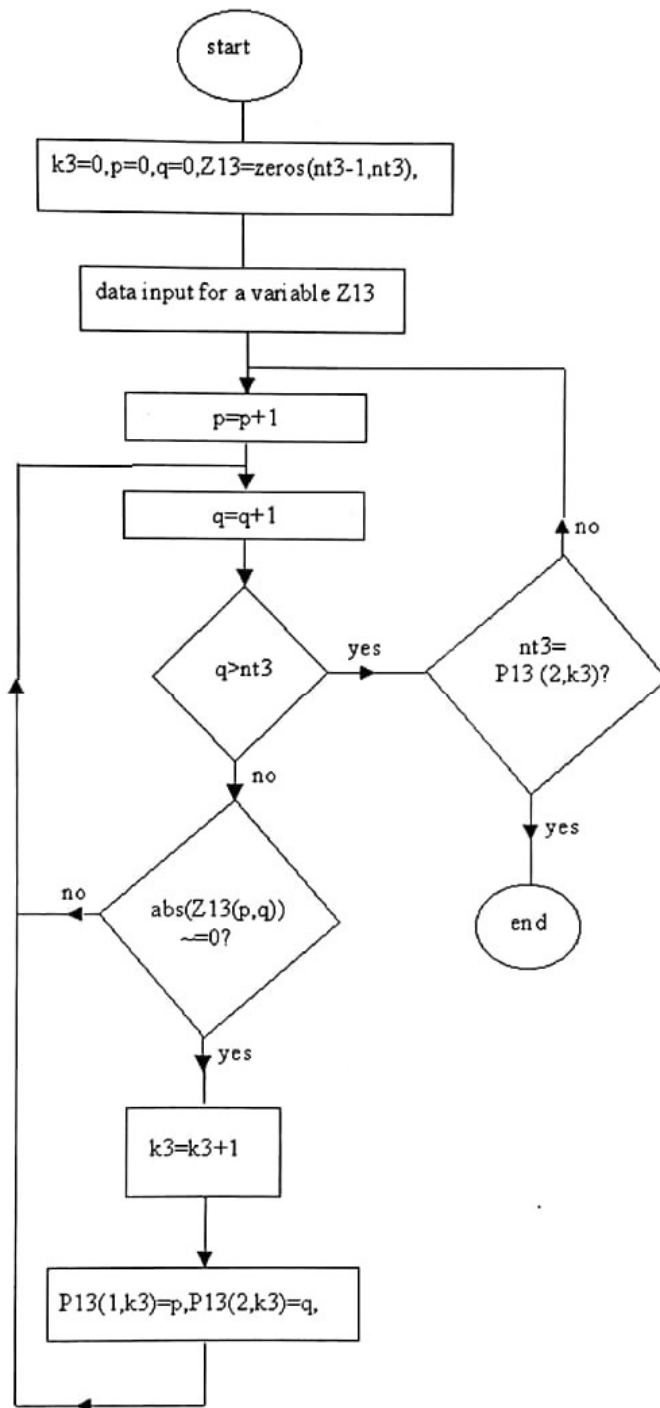 start
k3=0,p=0,q=0,Z13=zeros(nt3-1,nt3),
data input for a variable Z13
p=p+1
q=q+1
no
q>nt3
yes
nt3=
P13 (2,k3)?
no
yes
no
abs(Z13(p,q))
~=0?
end
yes
k3=k3+1
P13(1,k3)=p,P13(2,k3)=q,